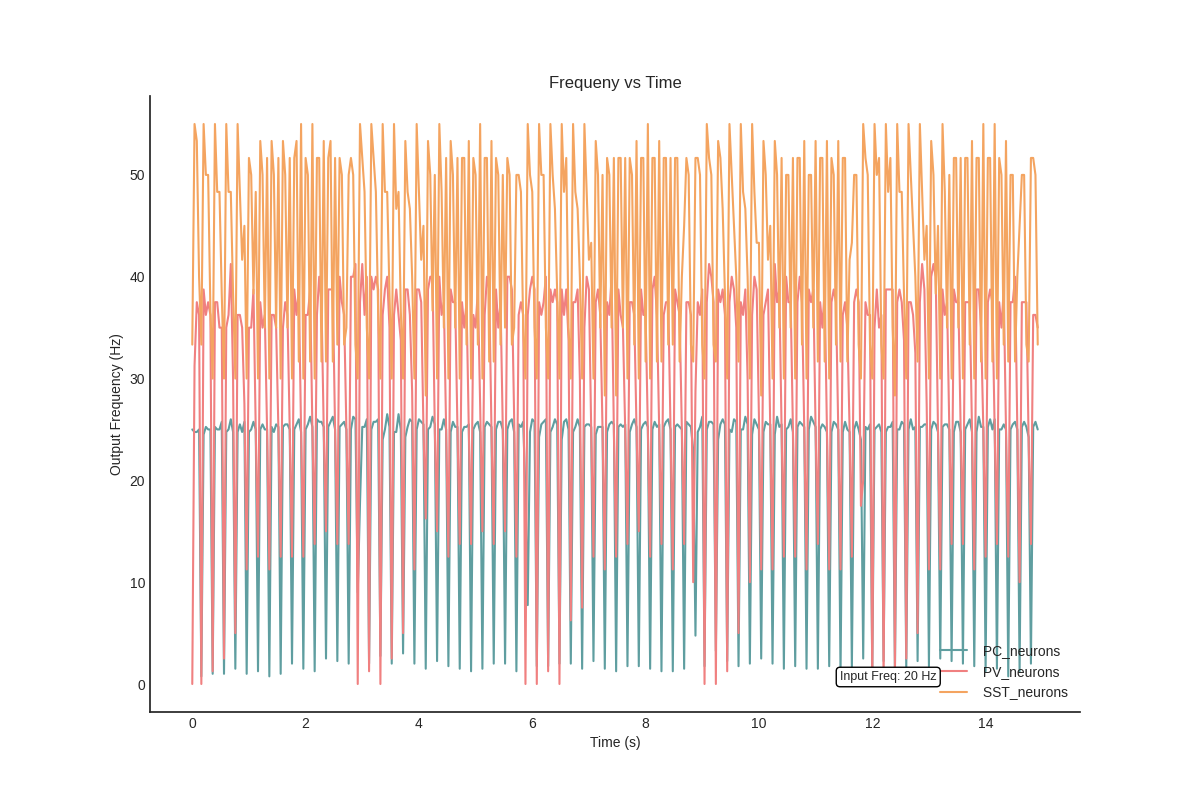 Frequeny vs Time
Output Frequency (Hz)
50
40
30
20
10
0
PC_neurons
PV_neurons
SST_neurons
Input Freq: 20 Hz
0 2 4 6 8 10 12 14
Time (s)